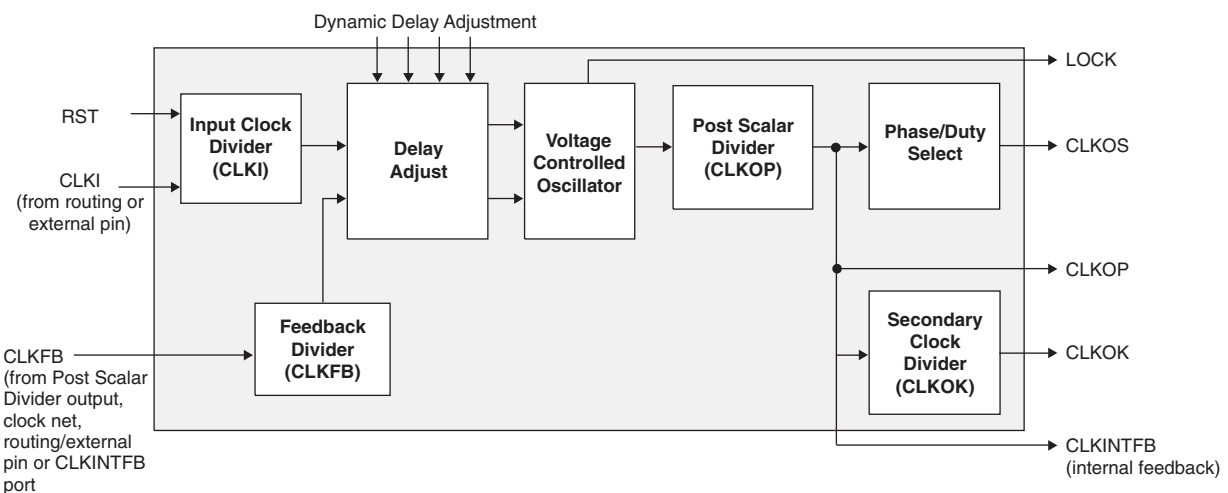 Dynamic Delay Adjustment
LOCK
RST
Input Clock
Divider
(CLKI)
Delay
Adjust
Voltage
Controlled
Oscillator
Post Scalar
Divider
(CLKOP)
Phase/Duty
Select
CLKOS
CLKI
(from routing or
external pin)
CLKOP
Feedback
Divider
(CLKFB)
Secondary
Clock
Divider
(CLKOK)
CLKOK
CLKFB
(from Post Scalar
Divider output,
clock net,
routing/external
pin or CLKINTFB
port
CLKINTFB
(internal feedback)